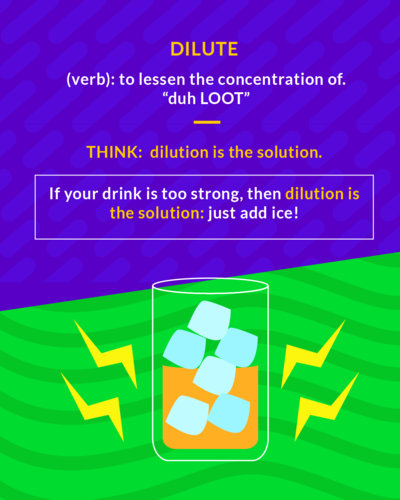 DILUTE
(verb): to lessen the concentration of.
“duh LOOT”
THINK:  dilution is the solution.
If your drink is too strong, then dilution is
the solution: just add ice!